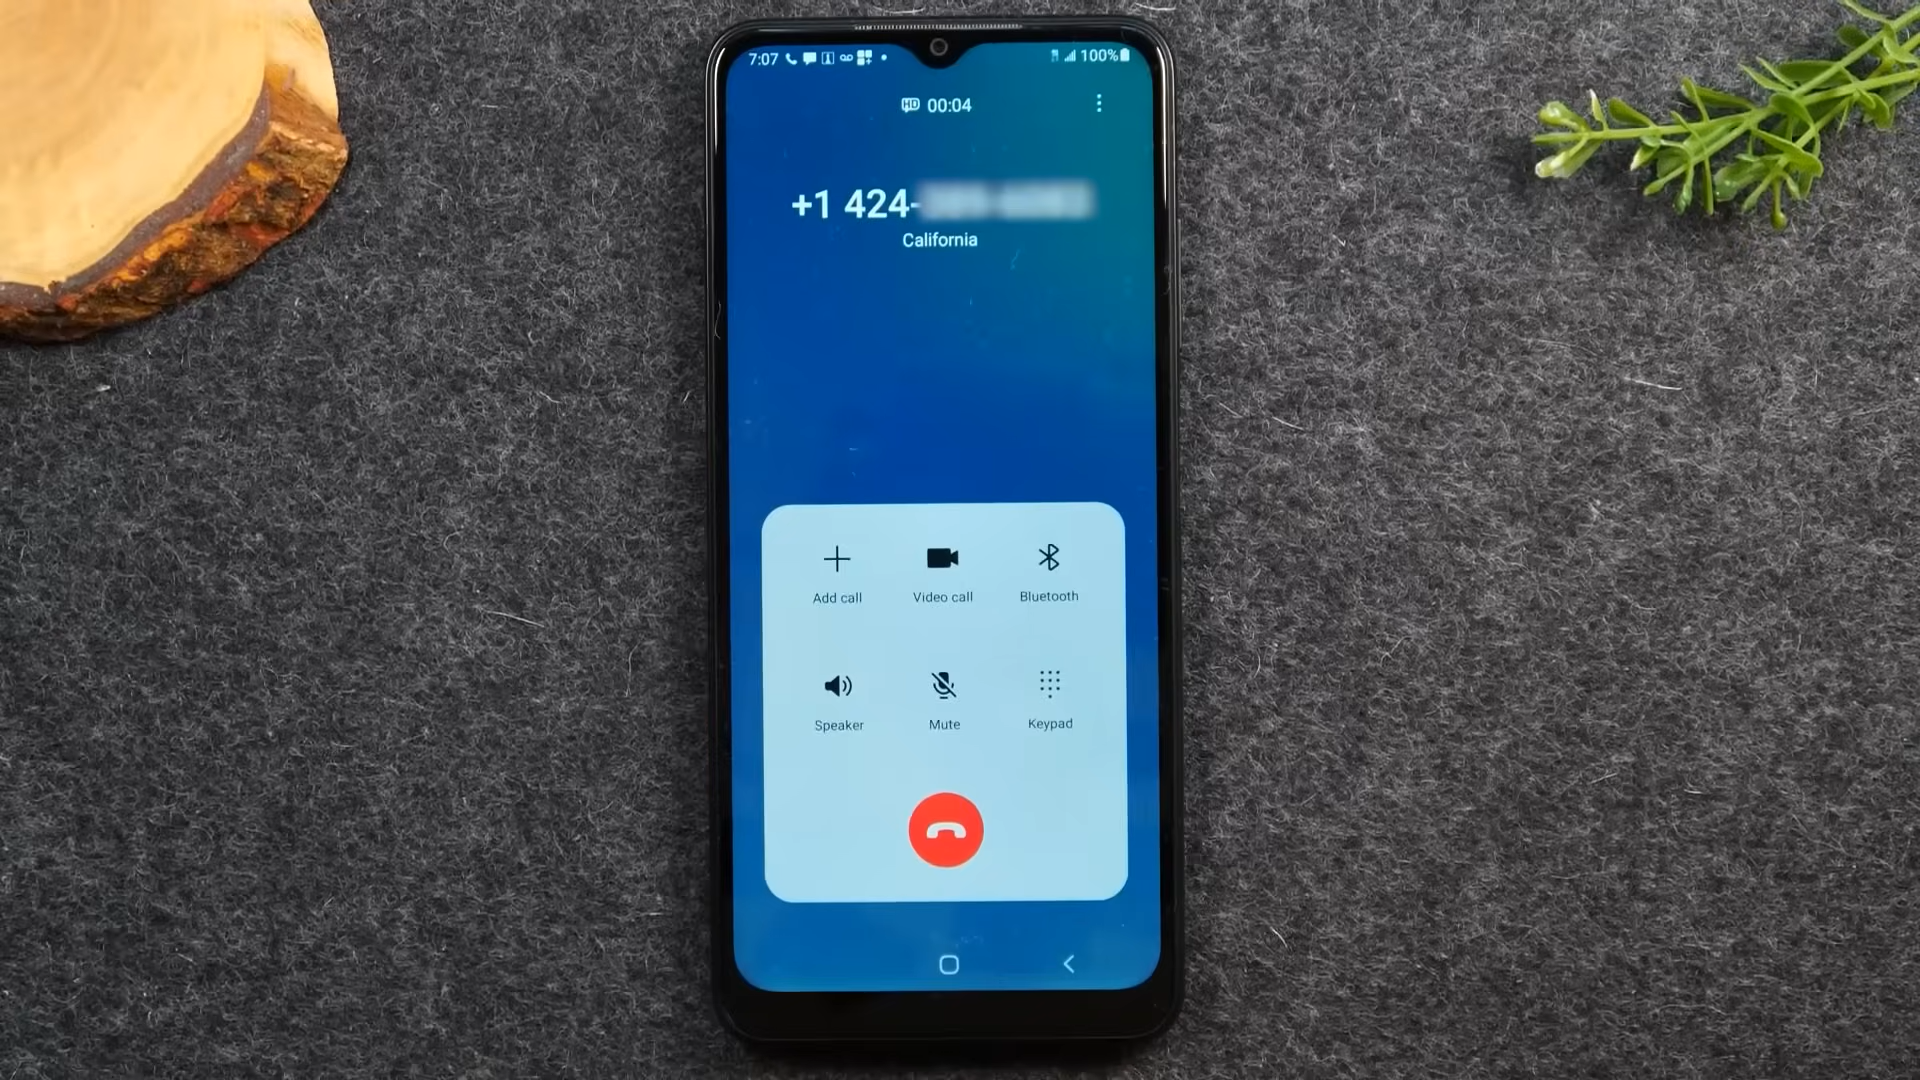 7:07 100%
HD 00:04
+1 424-
California
Add call Video call Bluetooth
Speaker Mute Keypad